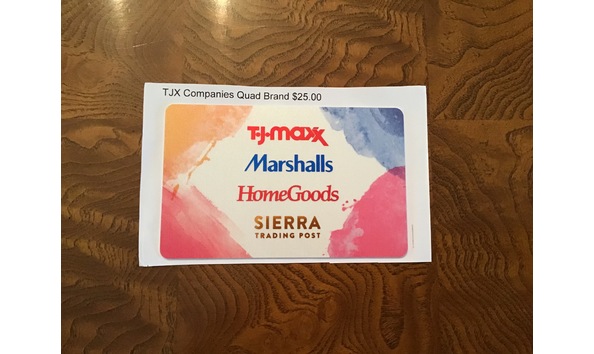 TJX Companies Quad Brand $25.00
T·J·maxx
Marshalls
HomeGoods
SIERRA
TRADING POST